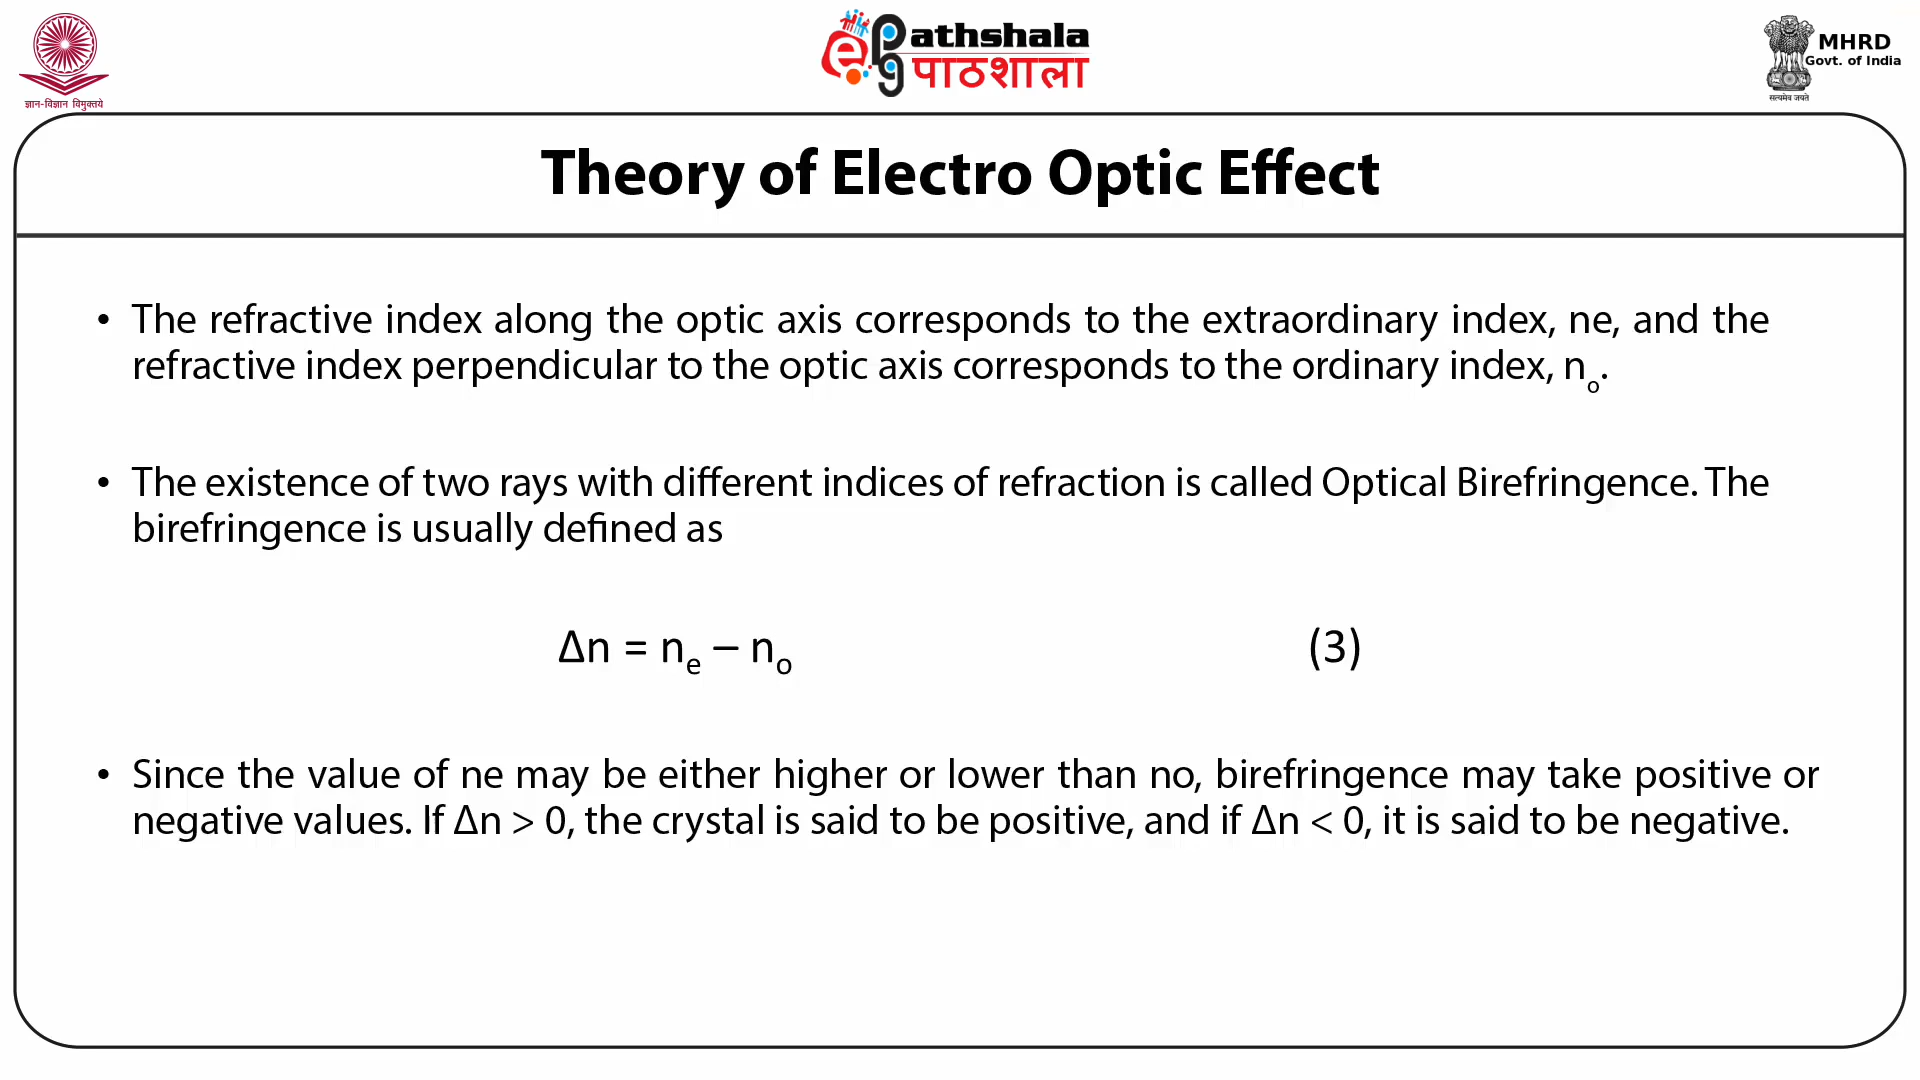 ज्ञान-विज्ञान विमुक्तये
ePG athshala
पाठशाला
MHRD
Govt. of India
सत्यमेव जयते
Theory of Electro Optic Effect
• The refractive index along the optic axis corresponds to the extraordinary index, ne, and the
refractive index perpendicular to the optic axis corresponds to the ordinary index, nₒ.
• The existence of two rays with different indices of refraction is called Optical Birefringence. The
birefringence is usually defined as
Δn = nₑ – nₒ (3)
• Since the value of ne may be either higher or lower than no, birefringence may take positive or
negative values. If Δn > 0, the crystal is said to be positive, and if Δn < 0, it is said to be negative.